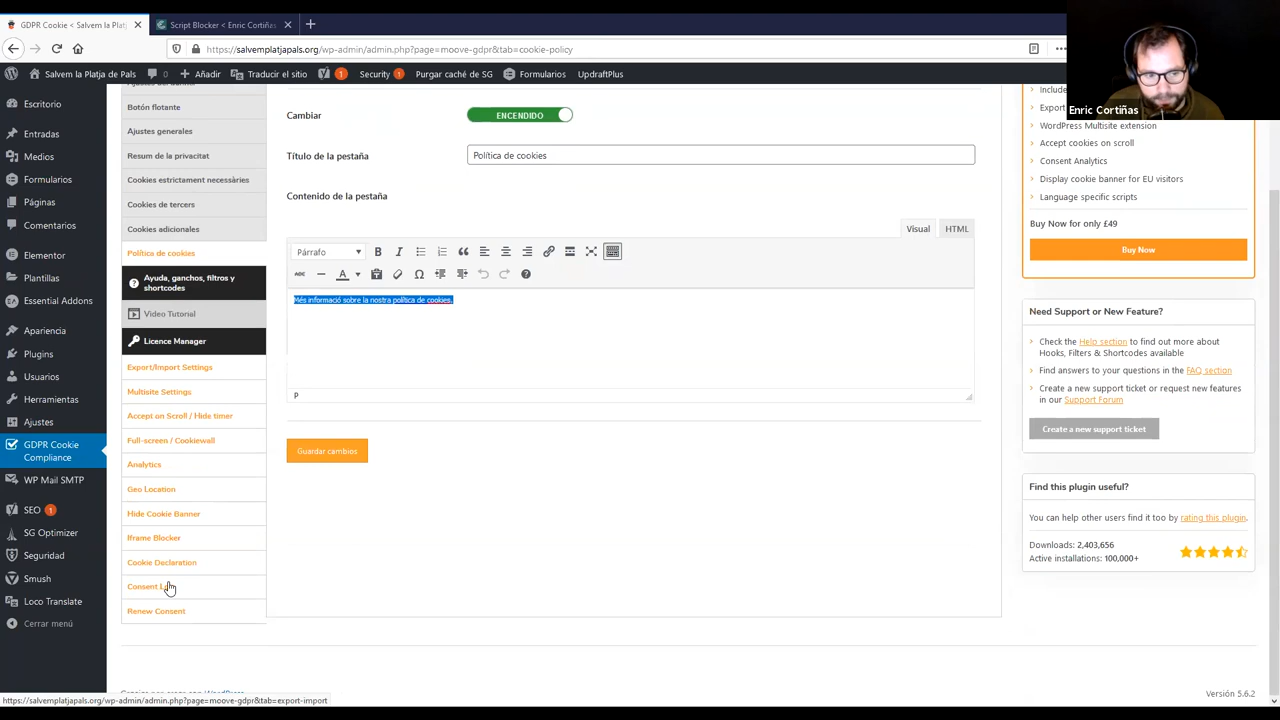 GDPR Cookie < Salvem la Platj
Script Blocker < Enric Cortiñas
https://salvemplatjapals.org/wp-admin/admin.php?page=moove-gdpr&tab=cookie-policy
Salvem la Platja de Pals
0
Añadir
Traducir el sitio
1
Security
1
Purgar caché de SG
Formularios
UpdraftPlus
Enric Cortiñas
Escritorio
Entradas
Medios
Formularios
Páginas
Comentarios
Elementor
Plantillas
Essential Addons
Apariencia
Plugins
Usuarios
Herramientas
Ajustes
GDPR Cookie
Compliance
WP Mail SMTP
SEO 1
SG Optimizer
Seguridad
Smush
Loco Translate
Cerrar menú
Botón flotante
Ajustes generales
Resum de la privacitat
Cookies estrictament necessàries
Cookies de tercers
Cookies adicionales
Política de cookies
Ayuda, ganchos, filtros y
shortcodes
Video Tutorial
Licence Manager
Export/Import Settings
Multisite Settings
Accept on Scroll / Hide timer
Full-screen / Cookiewall
Analytics
Geo Location
Hide Cookie Banner
Iframe Blocker
Cookie Declaration
Consent
Renew Consent
Cambiar
ENCENDIDO
Título de la pestaña
Política de cookies
Contenido de la pestaña
Visual
HTML
Párrafo
B I
ABC
A
Més informació sobre la nostra política de cookies.
P
Guardar cambios
WordPress Multisite extension
Accept cookies on scroll
Consent Analytics
Display cookie banner for EU visitors
Language specific scripts
Buy Now for only £49
Buy Now
Need Support or New Feature?
Check the Help section to find out more about
Hooks, Filters & Shortcodes available
Find answers to your questions in the FAQ section
Create a new support ticket or request new features
in our Support Forum
Create a new support ticket
Find this plugin useful?
You can help other users find it too by rating this plugin.
Downloads: 2,403,656
Active installations: 100,000+
Versión 5.6.2
https://salvemplatjapals.org/wp-admin/admin.php?page=moove-gdpr&tab=export-import